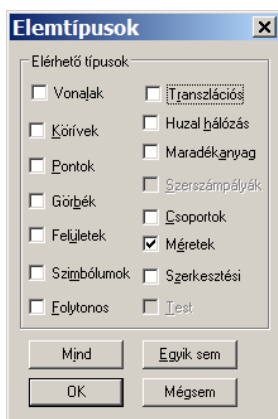 Elemtípusok
Elérhető típusok
Vonalak
Körívek
Pontok
Görbék
Felületek
Szimbólumok
Folytonos
Transzlációs
Huzal hálózás
Maradékanyag
Szerszámpályák
Csoportok
Méretek
Szerkesztési
Test
Mind
Egyik sem
OK
Mégsem